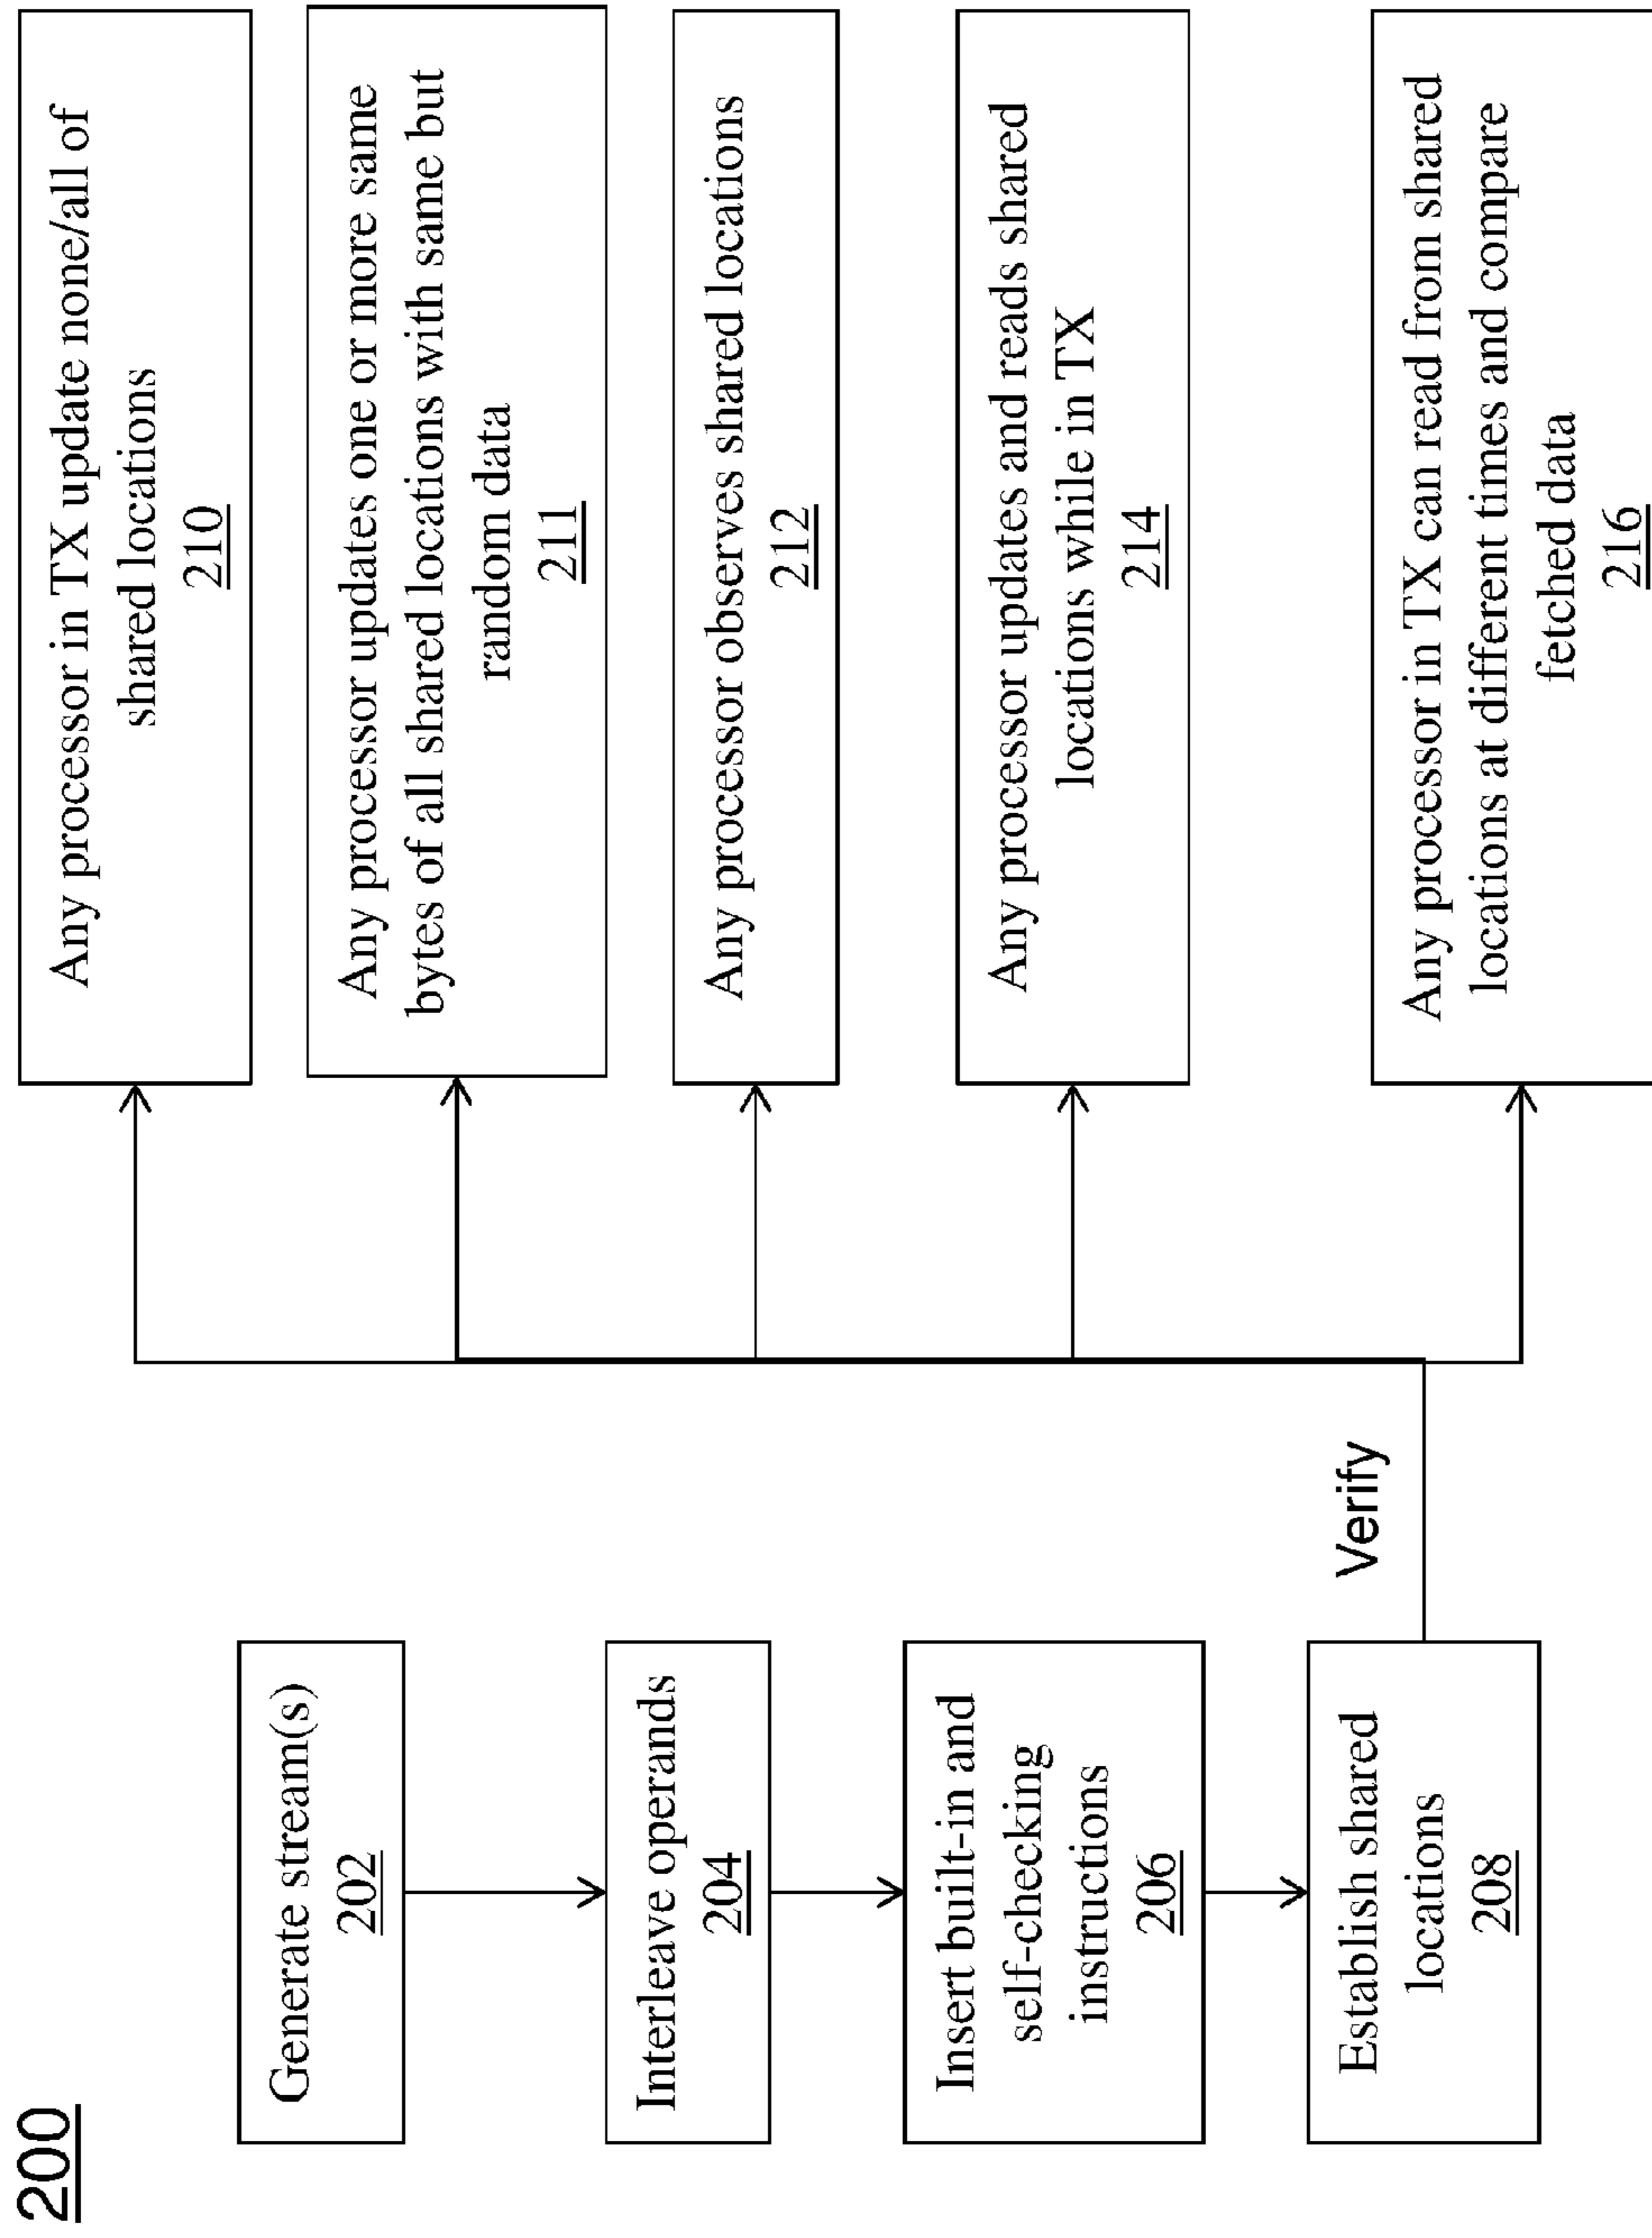 200
Generate stream(s)
202
Interleave operands
204
Insert built-in and
self-checking
instructions
206
Establish shared
locations
208
Verify
Any processor in TX update none/all of
shared locations
210
Any processor updates one or more same
bytes of all shared locations with same but
random data
211
Any processor observes shared locations
212
Any processor updates and reads shared
locations while in TX
214
Any processor in TX can read from shared
locations at different times and compare
fetched data
216